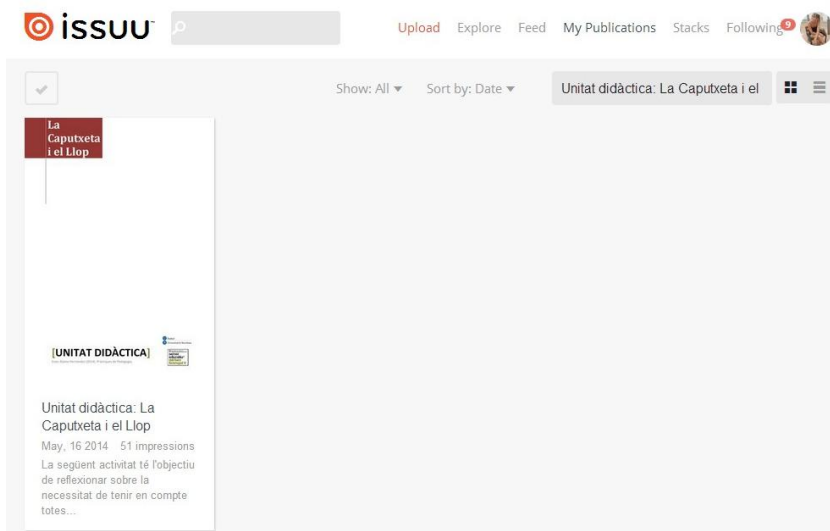 issuu
Upload Explore Feed My Publications Stacks Following 9
Show: All Sort by: Date Unitat didàctica: La Caputxeta i el
La
Caputxeta
i el Llop
[UNITAT DIDÀCTICA]
Unitat didàctica: La
Caputxeta i el Llop
May, 16 2014 51 impressions
La següent activitat té l'objectiu
de reflexionar sobre la
necessitat de tenir en compte
totes...